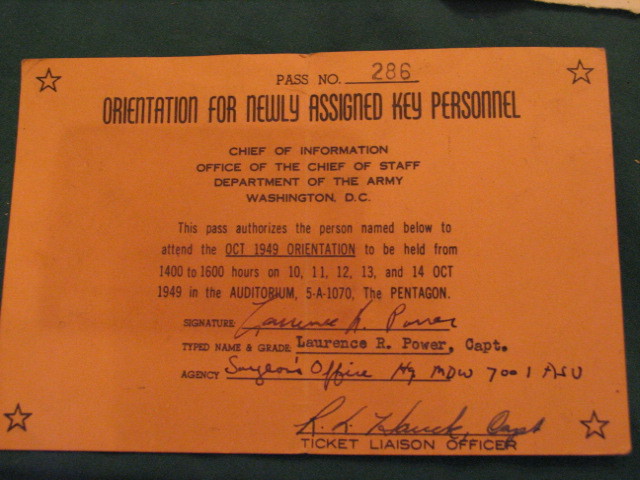 PASS NO. 286
ORIENTATION FOR NEWLY ASSIGNED KEY PERSONNEL
CHIEF OF INFORMATION
OFFICE OF THE CHIEF OF STAFF
DEPARTMENT OF THE ARMY
WASHINGTON, D.C.
This pass authorizes the person named below to
attend the OCT 1949 ORIENTATION to be held from
1400 to 1600 hours on 10, 11, 12, 13, and 14 OCT
1949 in the AUDITORIUM, 5-A-1070, The PENTAGON.
SIGNATURE: Laurence R. Power
TYPED NAME & GRADE Laurence R. Power, Capt.
AGENCY Surgeon's Office Hq MDW 7001 ASU
R. L. Capt
TICKET LIAISON OFFICER